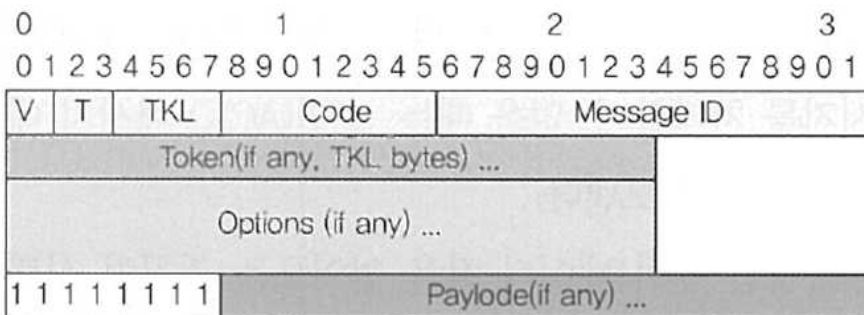 0 1 2 3
0 1 2 3 4 5 6 7 8 9 0 1 2 3 4 5 6 7 8 9 0 1 2 3 4 5 6 7 8 9 0 1
V T TKL Code Message ID
Token(if any, TKL bytes) ...
Options (if any) ...
1 1 1 1 1 1 1 1 Paylode(if any) ...